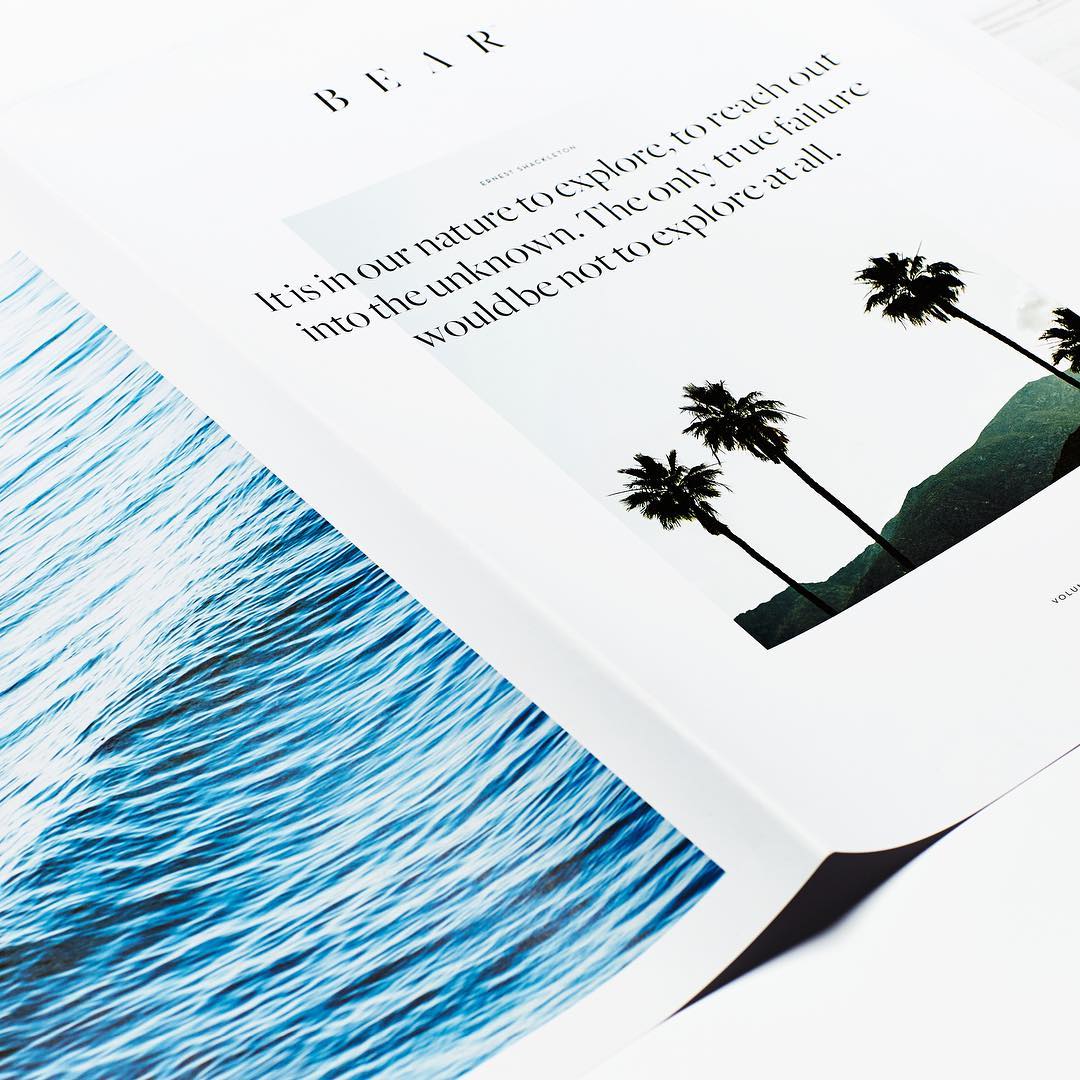 BEAR
ERNEST SHACKLETON
It is in our nature to explore, to reach out
into the unknown. The only true failure
would be not to explore at all.